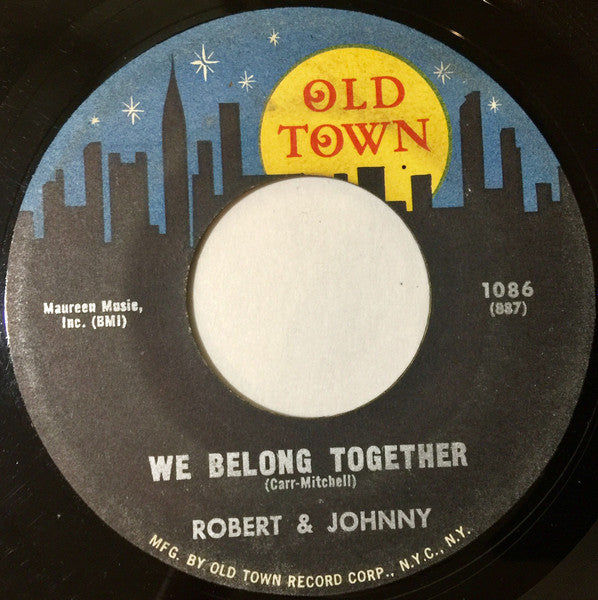 OLD
TOWN
Maureen Music,
Inc. (BMI)
1086
(887)
WE BELONG TOGETHER
(Carr-Mitchell)
ROBERT & JOHNNY
MFG. BY OLD TOWN RECORD CORP., N.Y.C., N.Y.